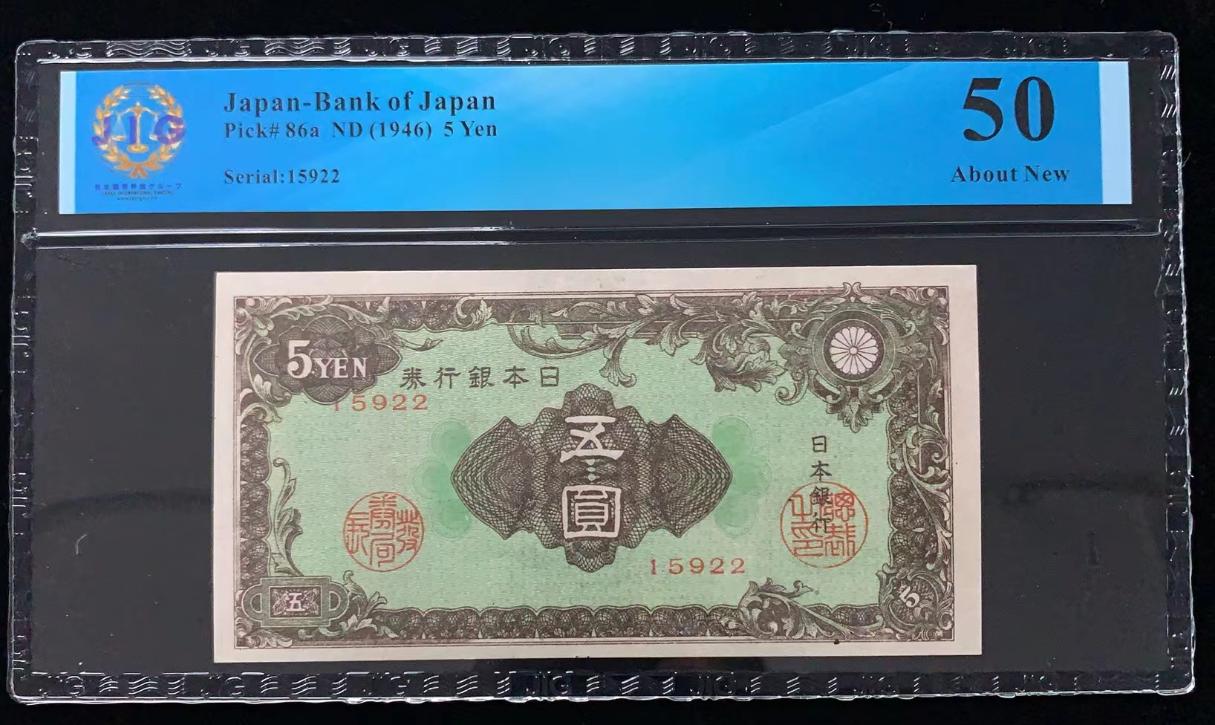 JIG
Japan-Bank of Japan
Pick# 86a ND (1946) 5 Yen
Serial:15922
50
About New
5 YEN
券行銀本日
15922
五圓
日本銀行
15922
五